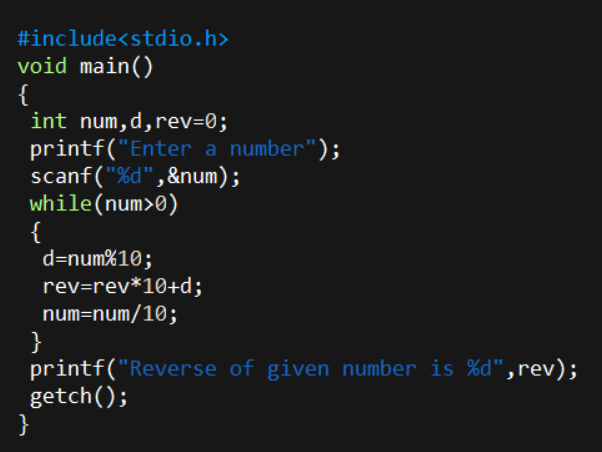 #include<stdio.h>
void main()
{
int num,d,rev=0;
printf("Enter a number");
scanf("%d",&num);
while(num>0)
{
d=num%10;
rev=rev*10+d;
num=num/10;
}
printf("Reverse of given number is %d",rev);
getch();
}